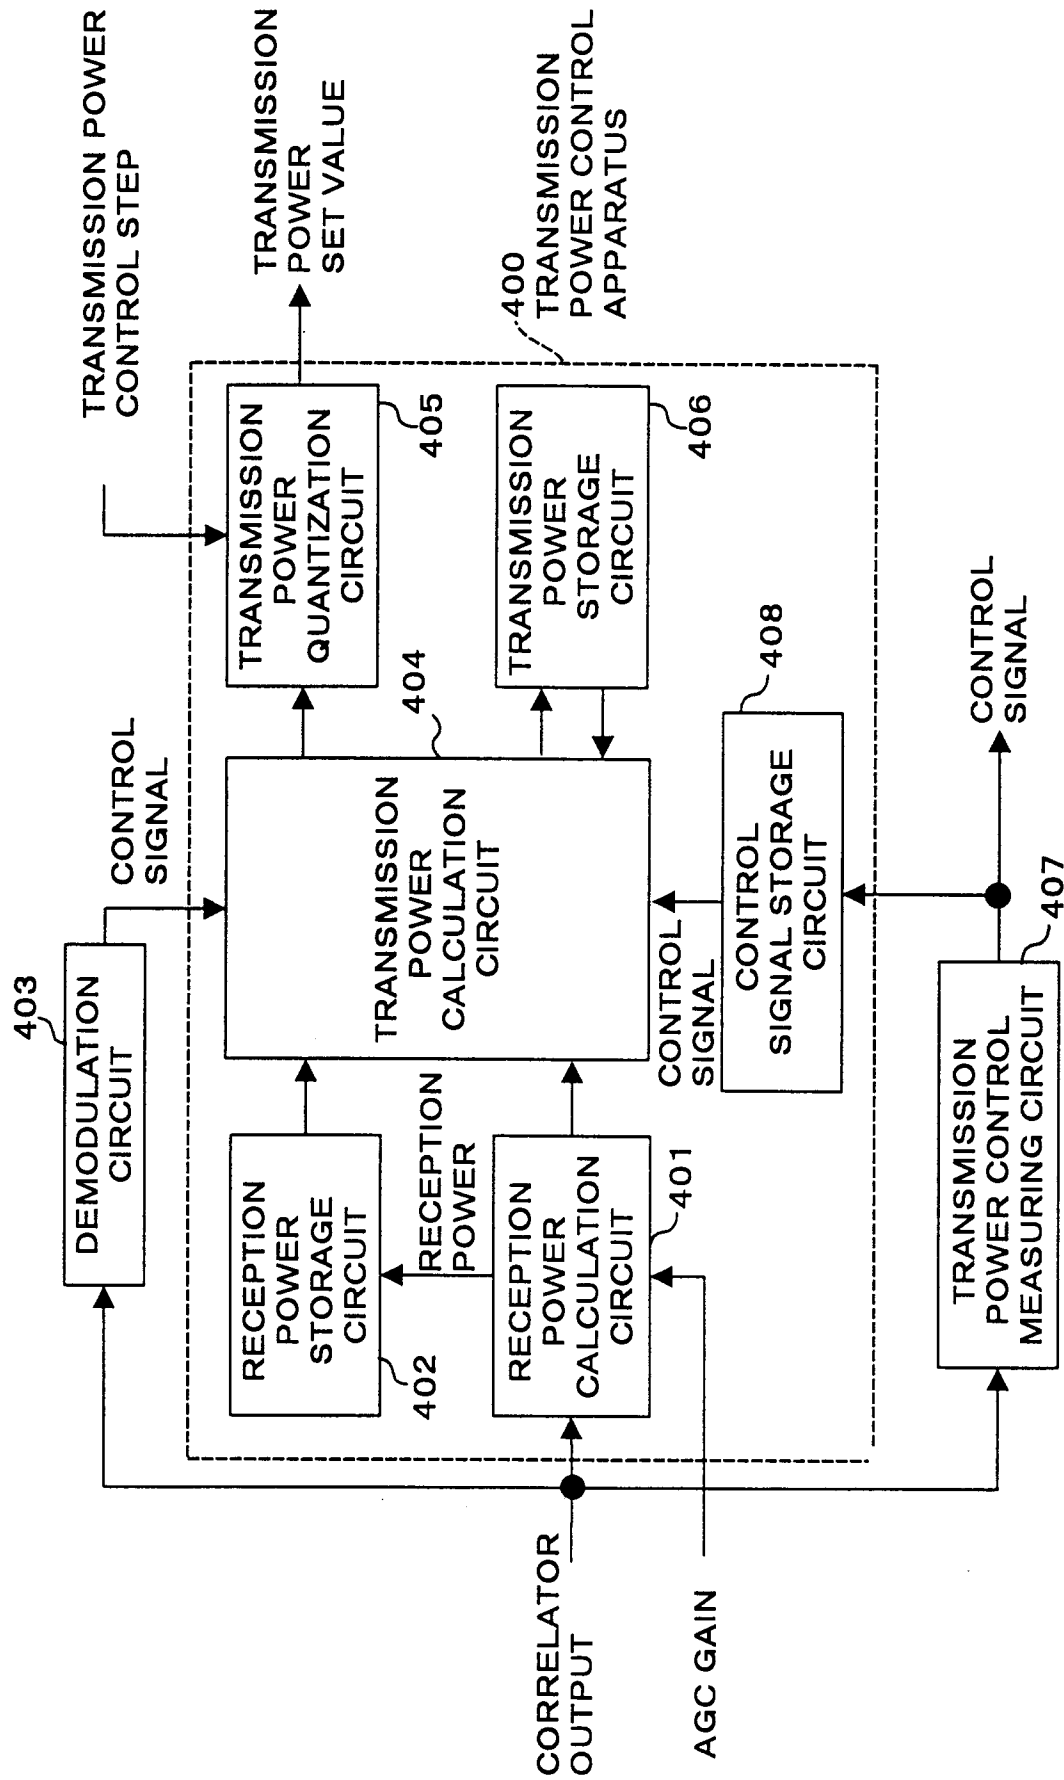 TRANSMISSION POWER
CONTROL STEP
CONTROL
SIGNAL
403
DEMODULATION
CIRCUIT
TRANSMISSION
POWER
SET VALUE
TRANSMISSION
POWER
QUANTIZATION
CIRCUIT
405
404
TRANSMISSION
POWER
CALCULATION
CIRCUIT
RECEPTION
POWER
STORAGE
CIRCUIT
402
RECEPTION
POWER
400
TRANSMISSION
POWER CONTROL
APPARATUS
TRANSMISSION
POWER
STORAGE
CIRCUIT
406
RECEPTION
POWER
CALCULATION
CIRCUIT
401
CORRELATOR
OUTPUT
AGC GAIN
CONTROL
SIGNAL
408
CONTROL
SIGNAL STORAGE
CIRCUIT
CONTROL
SIGNAL
TRANSMISSION
POWER CONTROL
MEASURING CIRCUIT
407